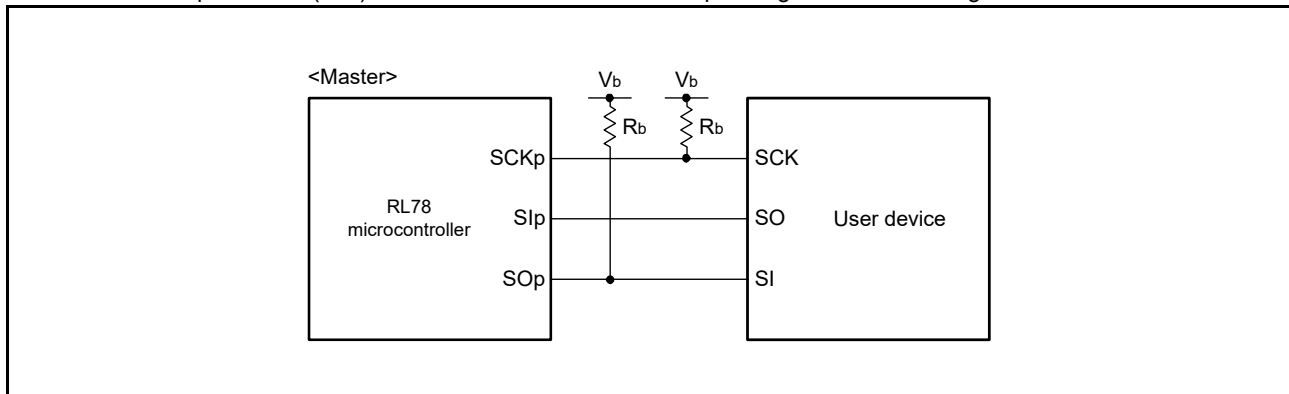 <Master>
Vb Vb
Rb Rb
SCKp SCK
RL78
microcontroller
SIp SO
User device
SOp SI